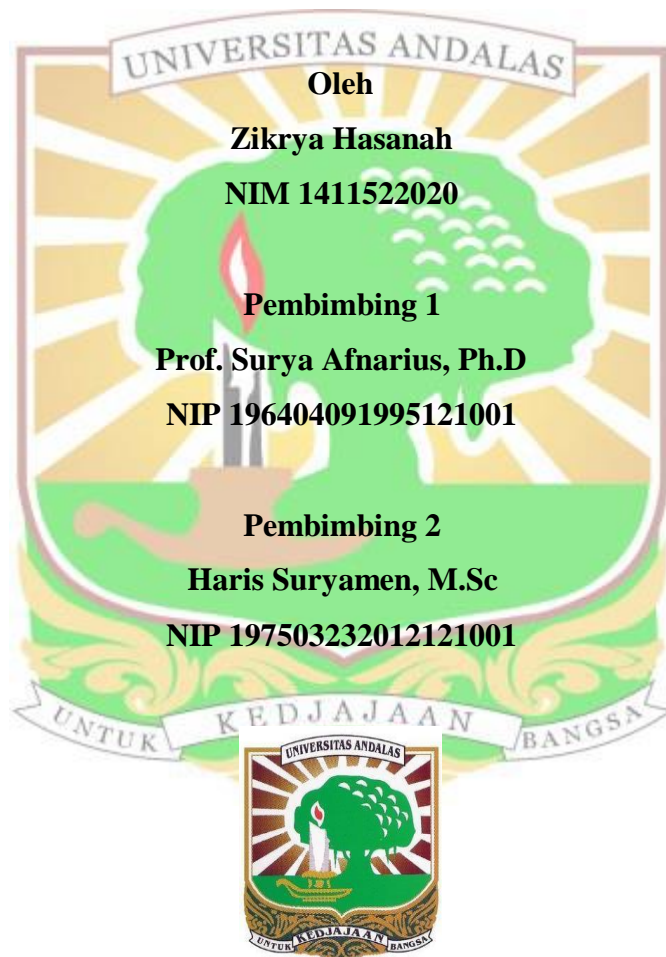 UNIVERSITAS ANDALAS
Oleh
Zikrya Hasanah
NIM 1411522020
Pembimbing 1
Prof. Surya Afnarius, Ph.D
NIP 196404091995121001
Pembimbing 2
Haris Suryamen, M.Sc
NIP 197503232012121001
UNTUK KEDJAJAAN BANGSA
UNIVERSITAS ANDALAS
UNTUK KEDJAJAAN BANGSA